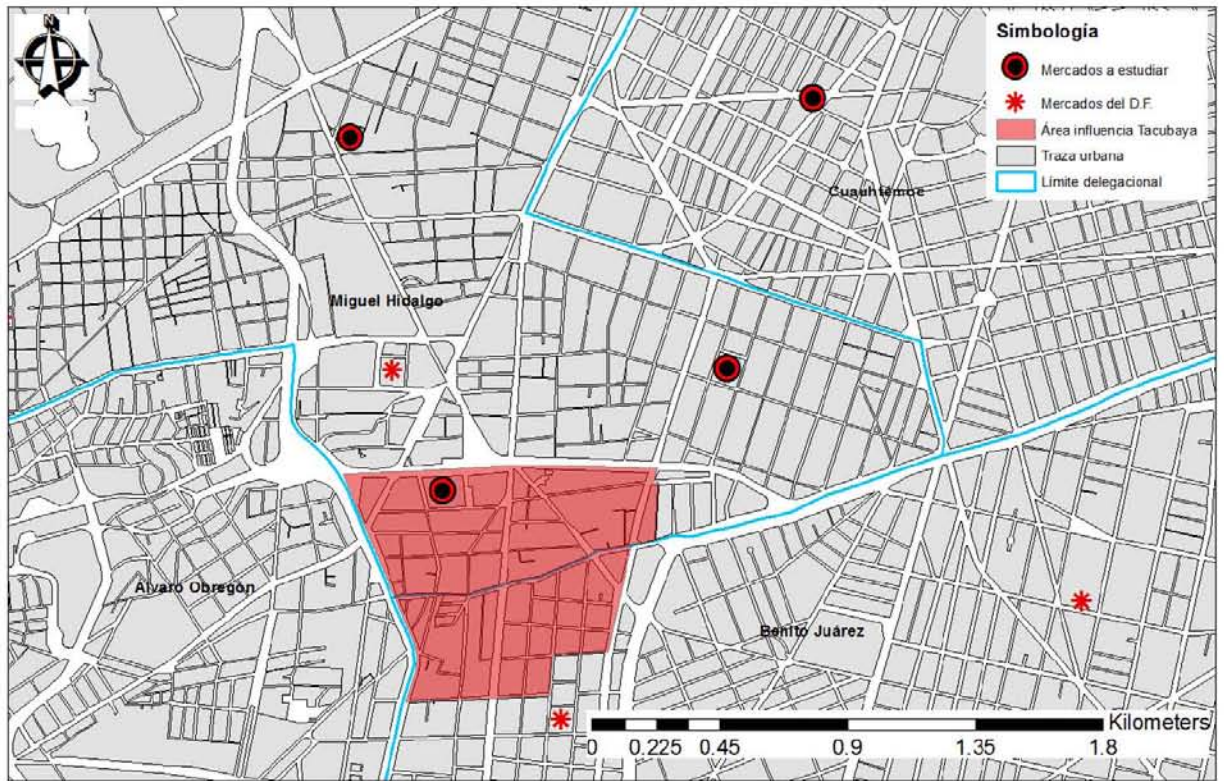 N
Simbología
Mercados a estudiar
Mercados del D.F.
Área influencia Tacubaya
Traza urbana
Límite delegacional
Cuauhtémoc
Miguel Hidalgo
Álvaro Obregón
Benito Juárez
Kilometers
0 0.225 0.45 0.9 1.35 1.8